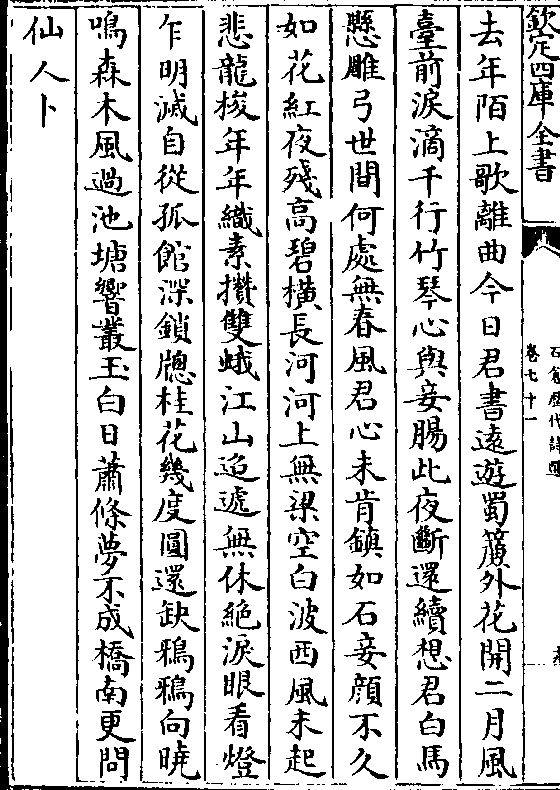 欽定四庫全書
石倉歷代詩選
卷七十一
去年陌上歌離曲今日君書遠遊蜀簷外花開二月風
臺前淚滴千行竹琴心與妾腸此夜斷還續想君白馬
懸雕弓世間何處無春風君心未肯鎮如石妾顏不久
如花紅夜殘高碧橫長河河上無梁空白波西風未起
悲龍梭年年織素攢雙蛾江山迢遞無休絶淚眼看燈
乍明滅自從孤館深鎖牕桂花幾度圓還缺鴉鴉向曉
鳴森木風過池塘響叢玉白日蕭條夢不成橋南更問
仙人卜